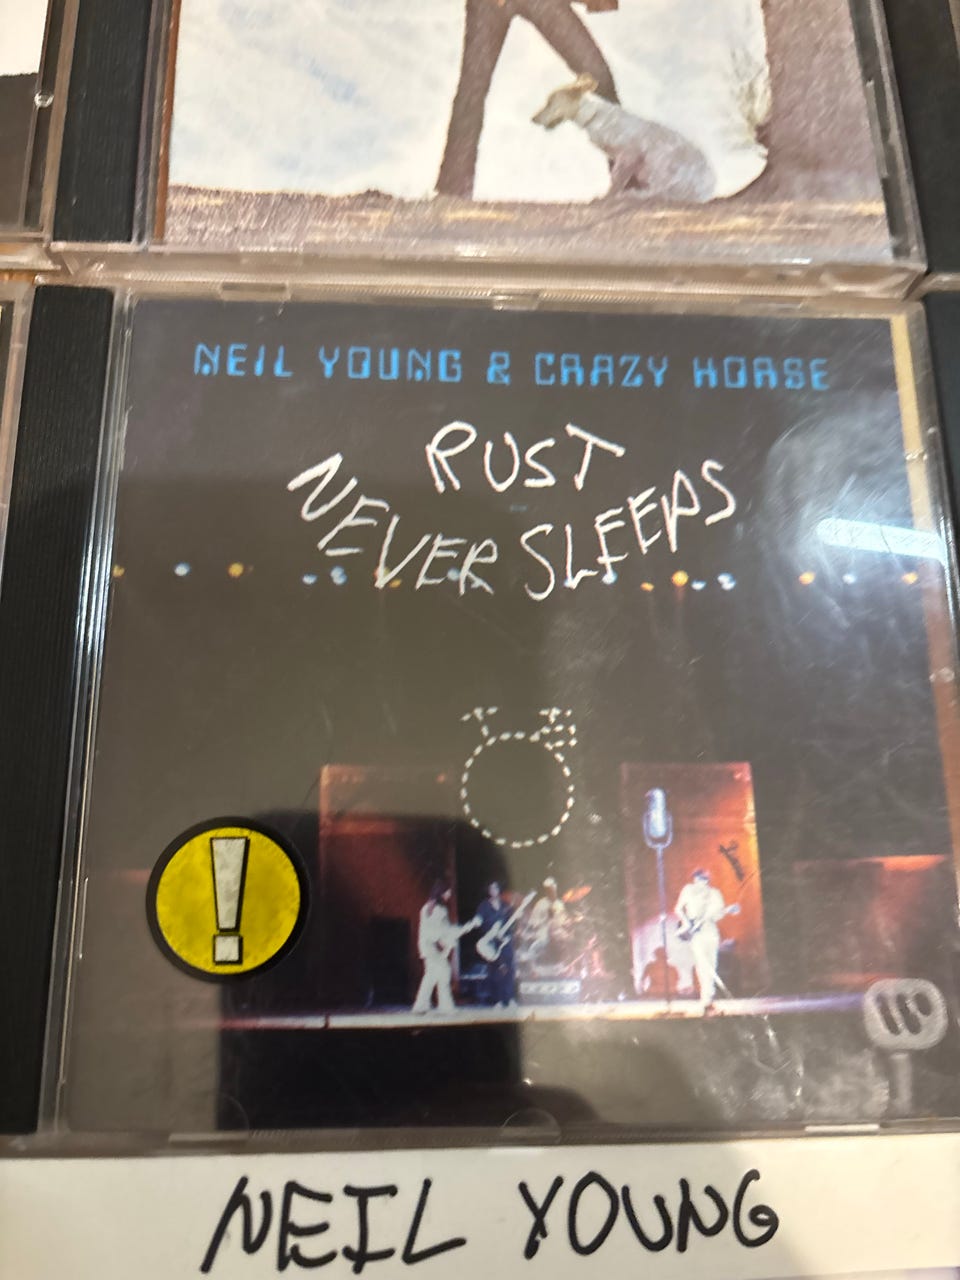 NEIL YOUNG & CRAZY HORSE
RUST
NEVER SLEEPS
!
NEIL YOUNG